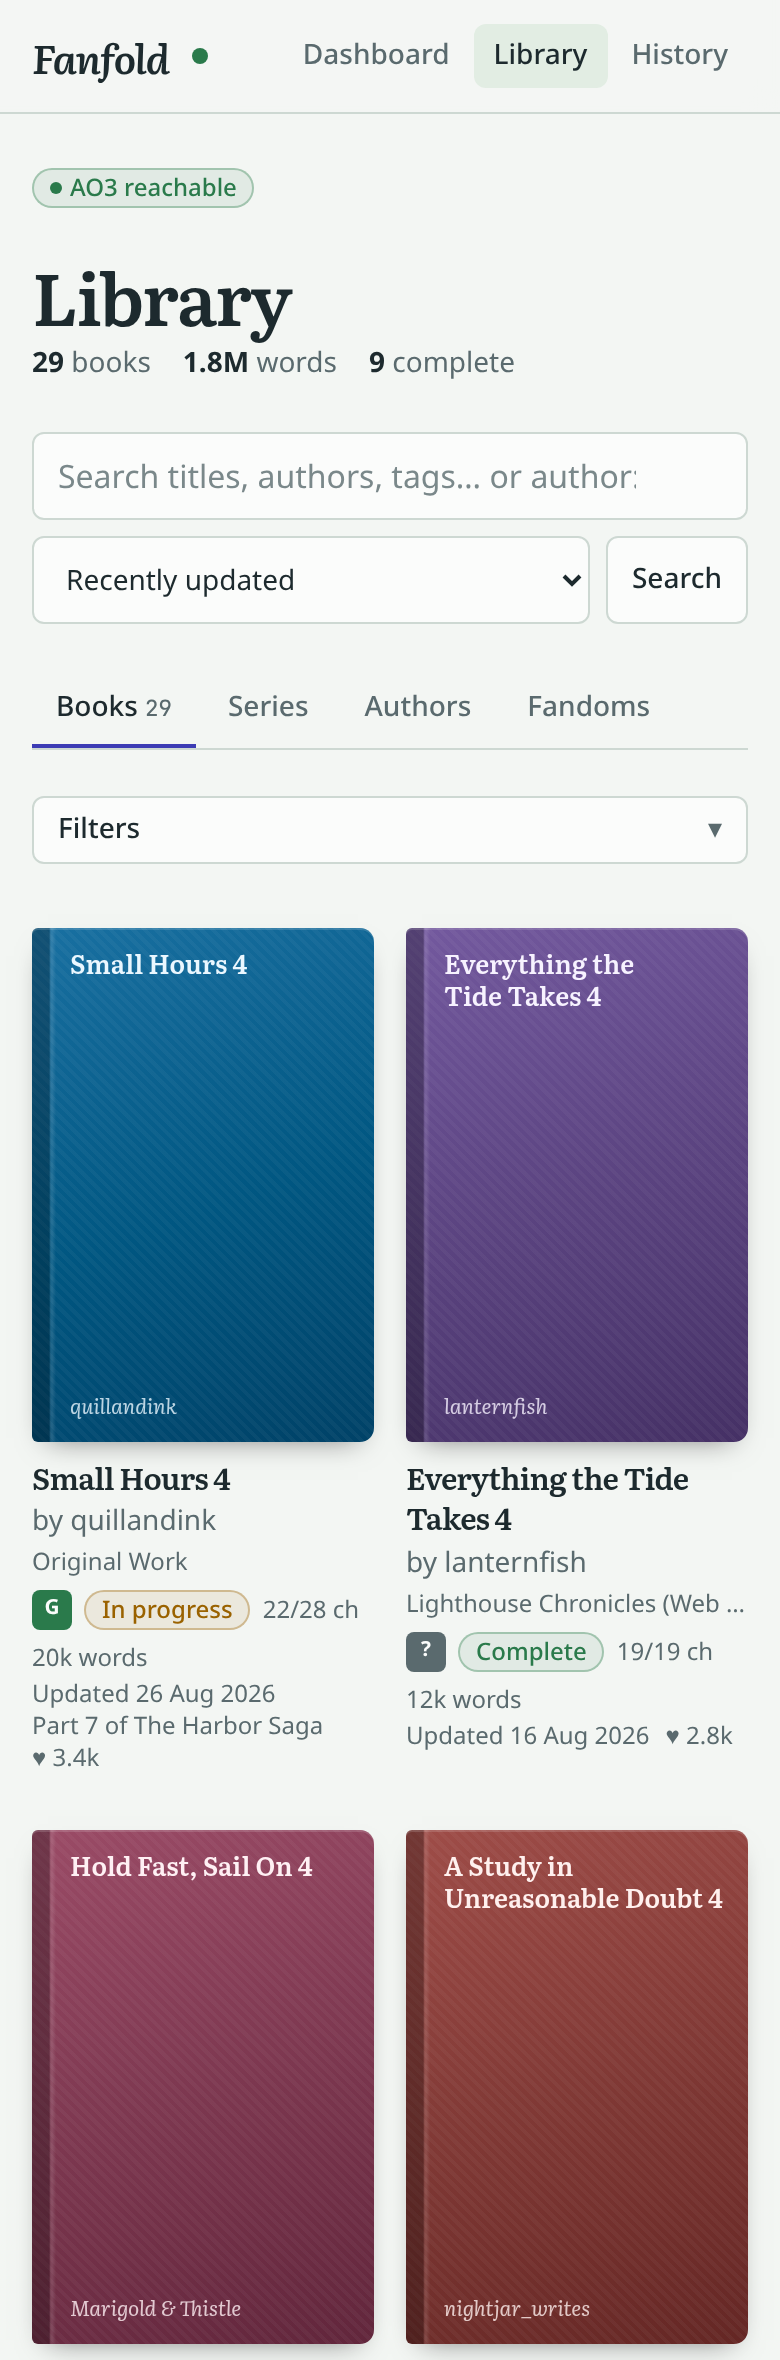 Fanfold
Dashboard
Library
History
AO3 reachable
Library
29 books 1.8M words 9 complete
Search titles, authors, tags... or author:
Recently updated
Search
Books 29
Series
Authors
Fandoms
Filters
Small Hours 4
quillandink
Small Hours 4
by quillandink
Original Work
G In progress 22/28 ch
20k words
Updated 26 Aug 2026
Part 7 of The Harbor Saga
♥ 3.4k
Everything the
Tide Takes 4
lanternfish
Everything the Tide
Takes 4
by lanternfish
Lighthouse Chronicles (Web ...
? Complete 19/19 ch
12k words
Updated 16 Aug 2026 ♥ 2.8k
Hold Fast, Sail On 4
Marigold & Thistle
A Study in
Unreasonable Doubt 4
nightjar_writes